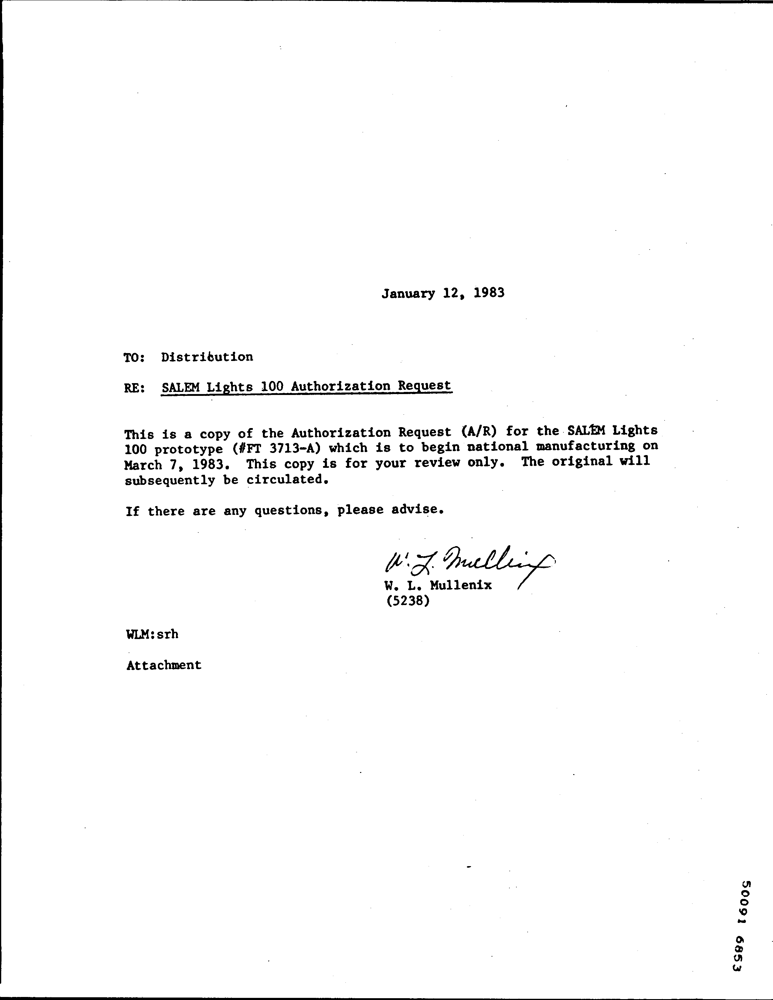 January 12, 1983
TO: Distribution
RE: SALEM Lights 100 Authorization Request
This is a copy of the Authorization Request (A/R) for the SALEM Lights
100 prototype (#FT 3713-A) which is to begin national manufacturing on
March 7, 1983. This copy is for your review only. The original will
subsequently be circulated.
If there are any questions, please advise.
W. L. Mullenix
W. L. Mullenix
(5238)
WLM:srh
Attachment
50091 6853